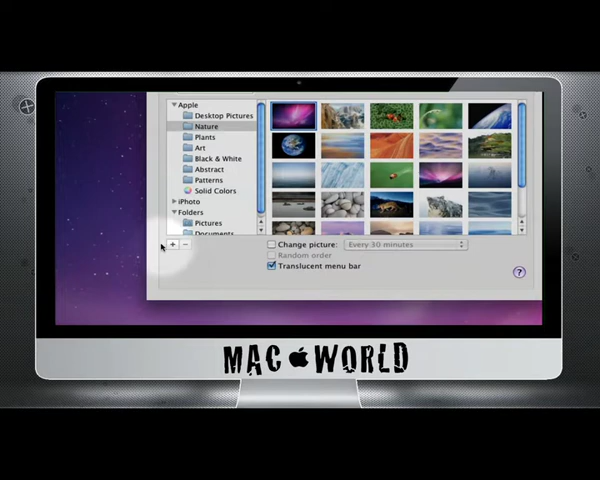 Apple
Desktop Pictures
Nature
Plants
Art
Black & White
Abstract
Patterns
Solid Colors
iPhoto
Folders
Pictures
Documents
+ −
Change picture: Every 30 minutes
Random order
Translucent menu bar
?
MAC WORLD